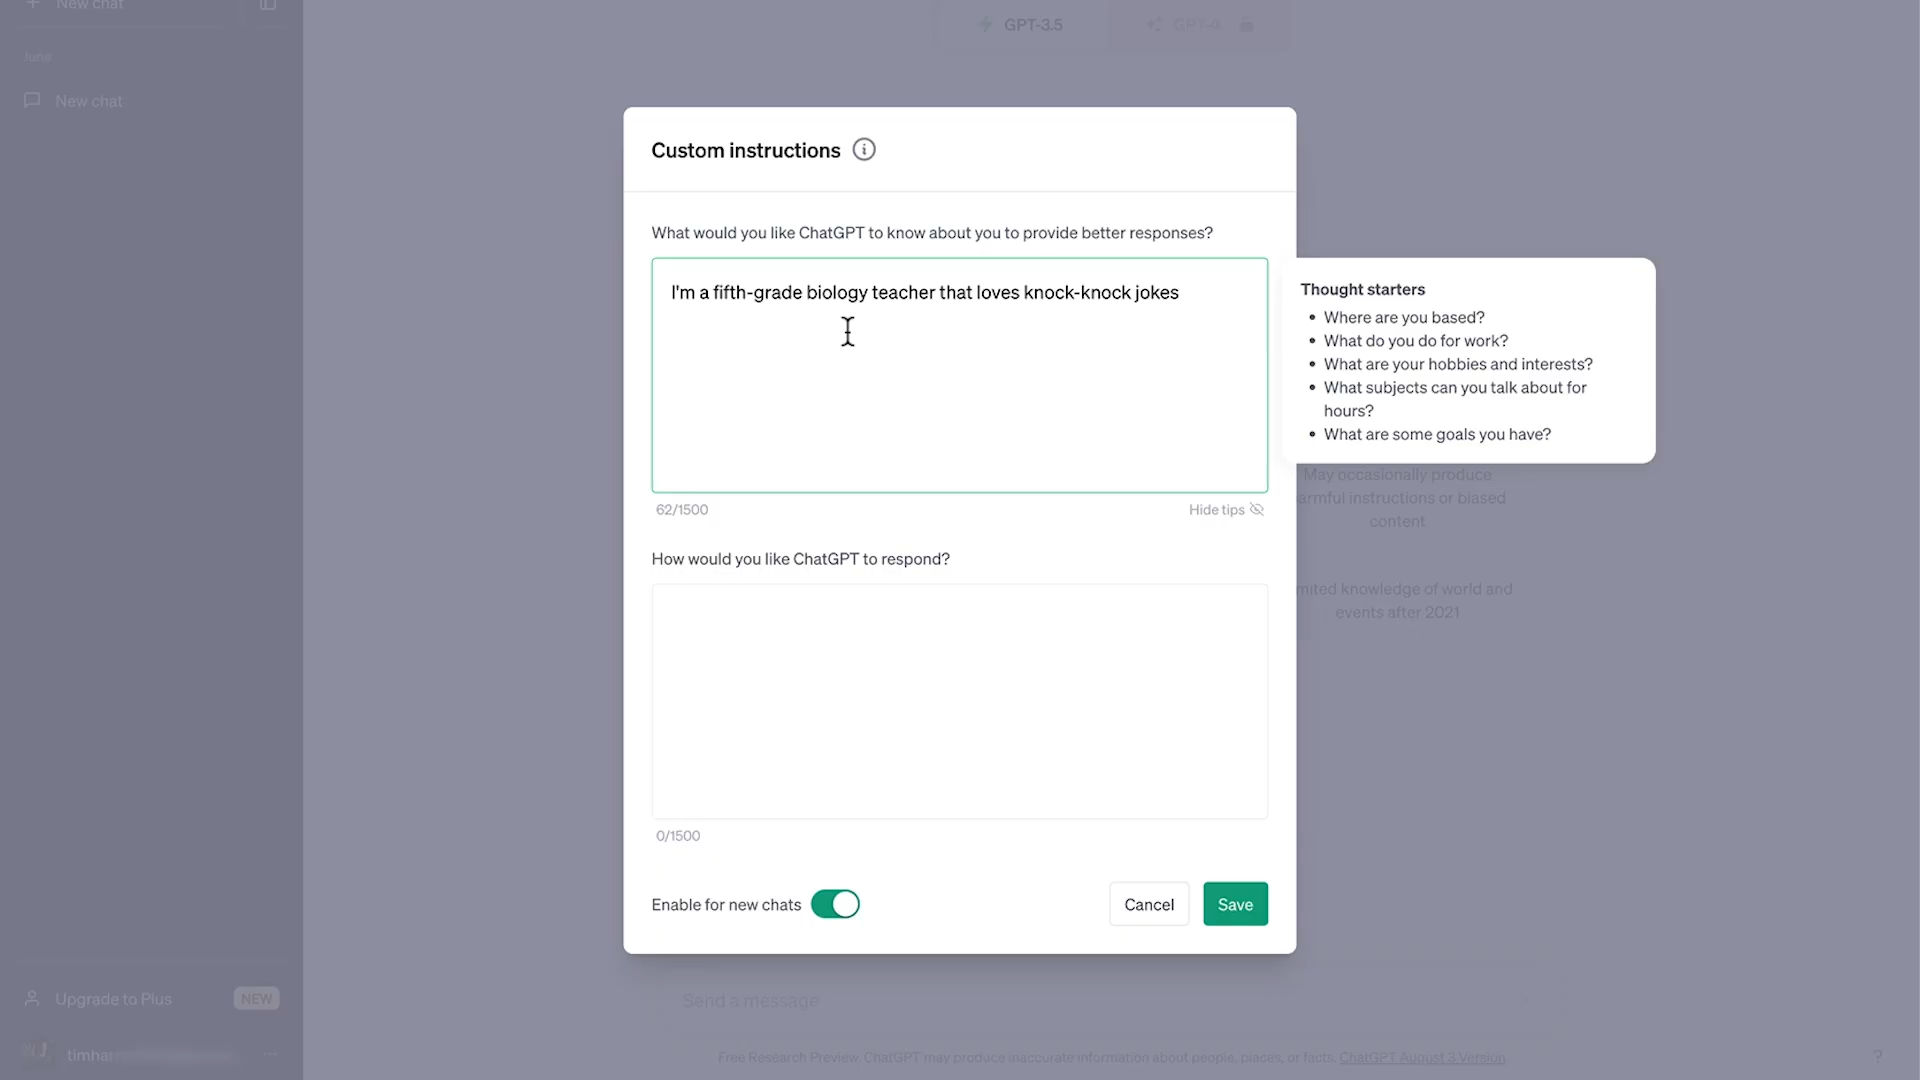 New chat
GPT-3.5
GPT-4
June
New chat
Custom instructions
What would you like ChatGPT to know about you to provide better responses?
I'm a fifth-grade biology teacher that loves knock-knock jokes
Thought starters
• Where are you based?
• What do you do for work?
• What are your hobbies and interests?
• What subjects can you talk about for
hours?
• What are some goals you have?
May occasionally produce
armful instructions or biased
content
62/1500
Hide tips
How would you like ChatGPT to respond?
mited knowledge of world and
events after 2021
0/1500
Enable for new chats
Cancel
Save
Upgrade to Plus
NEW
Send a message
timhar
Free Research Preview. ChatGPT may produce inaccurate information about people, places, or facts. ChatGPT August 3 Version
?